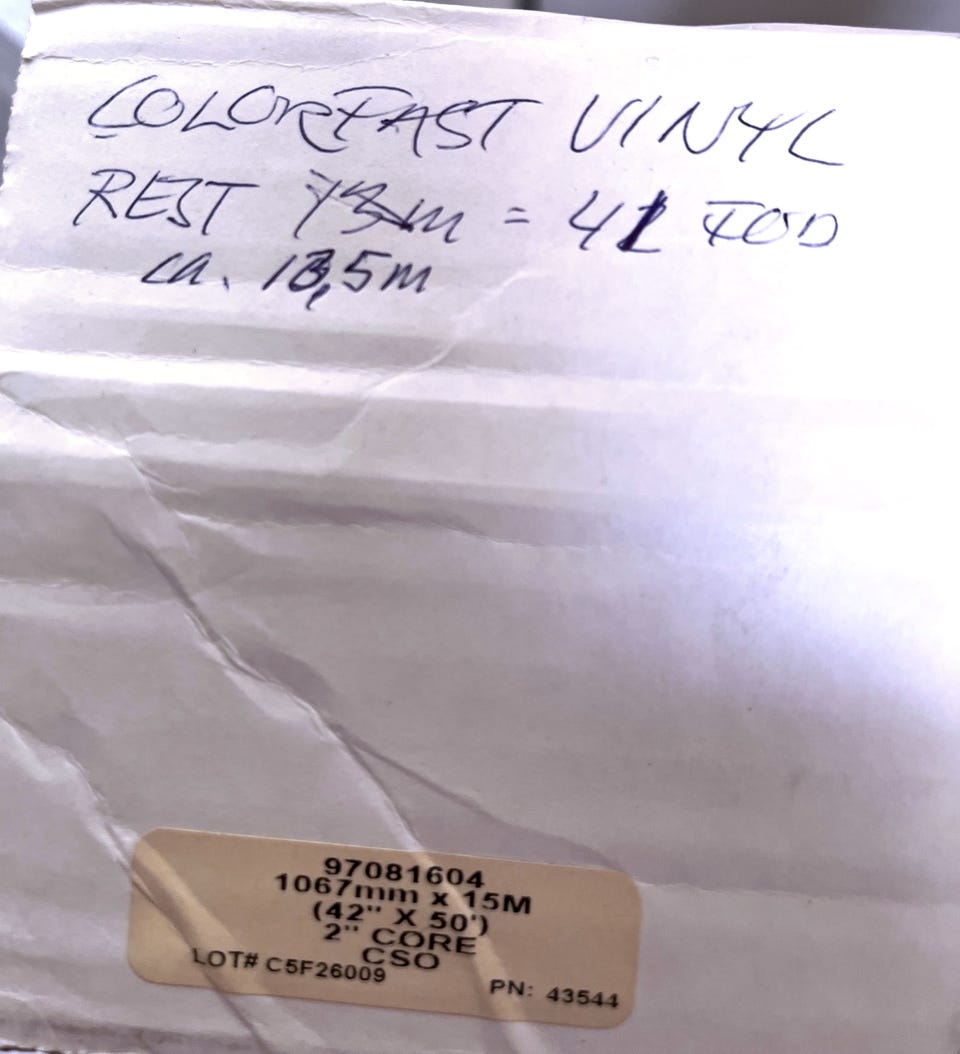 COLORFAST VINYL
REST = 41 FOD
ca. 13,5m
97081604
1067mm x 15M
(42" X 50')
2" CORE
CSO
LOT# C5F26009
PN: 43544